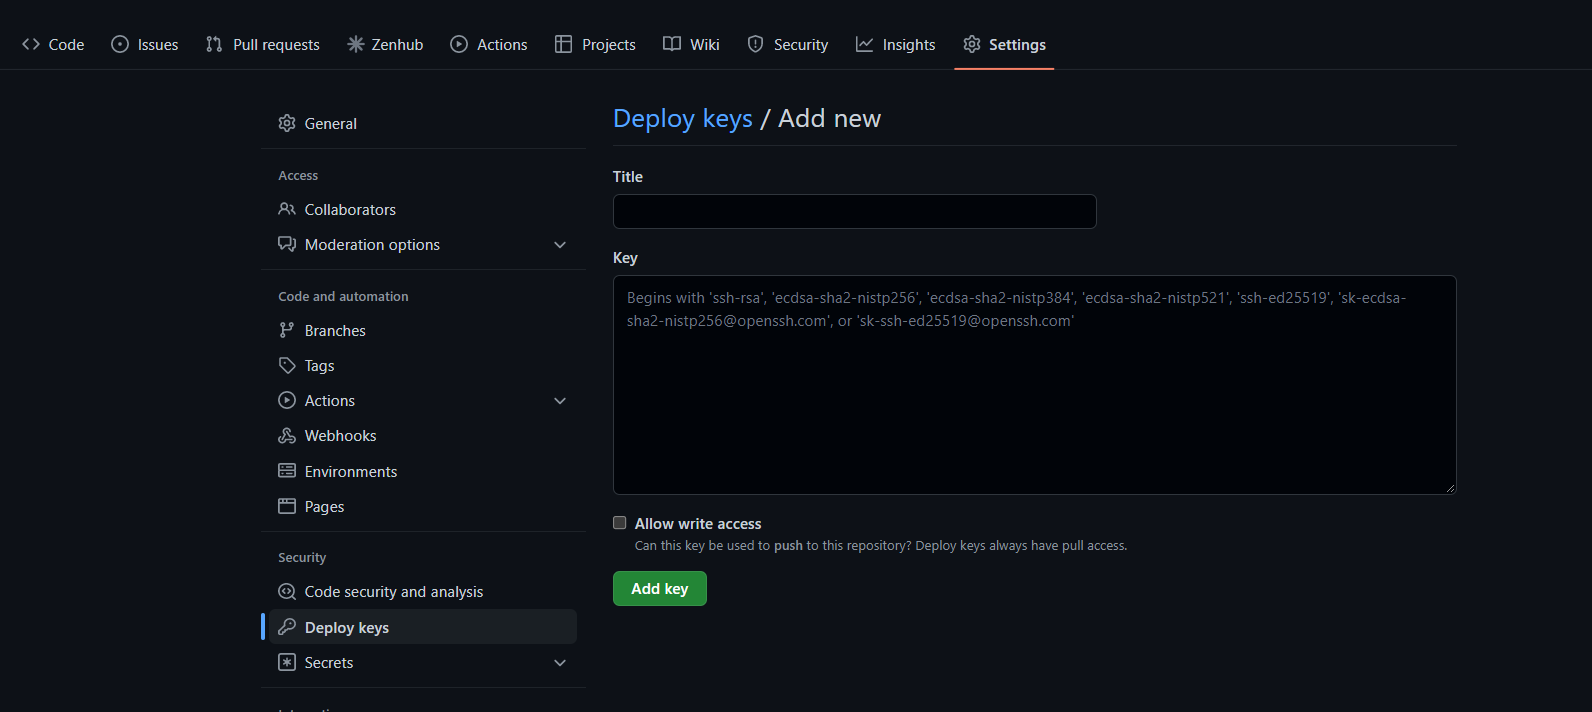 Code Issues Pull requests Zenhub Actions Projects Wiki Security Insights Settings
General
Access
Collaborators
Moderation options
Code and automation
Branches
Tags
Actions
Webhooks
Environments
Pages
Security
Code security and analysis
Deploy keys
Secrets
Deploy keys / Add new
Title
Key
Begins with 'ssh-rsa', 'ecdsa-sha2-nistp256', 'ecdsa-sha2-nistp384', 'ecdsa-sha2-nistp521', 'ssh-ed25519', 'sk-ecdsa-
sha2-nistp256@openssh.com', or 'sk-ssh-ed25519@openssh.com'
Allow write access
Can this key be used to push to this repository? Deploy keys always have pull access.
Add key